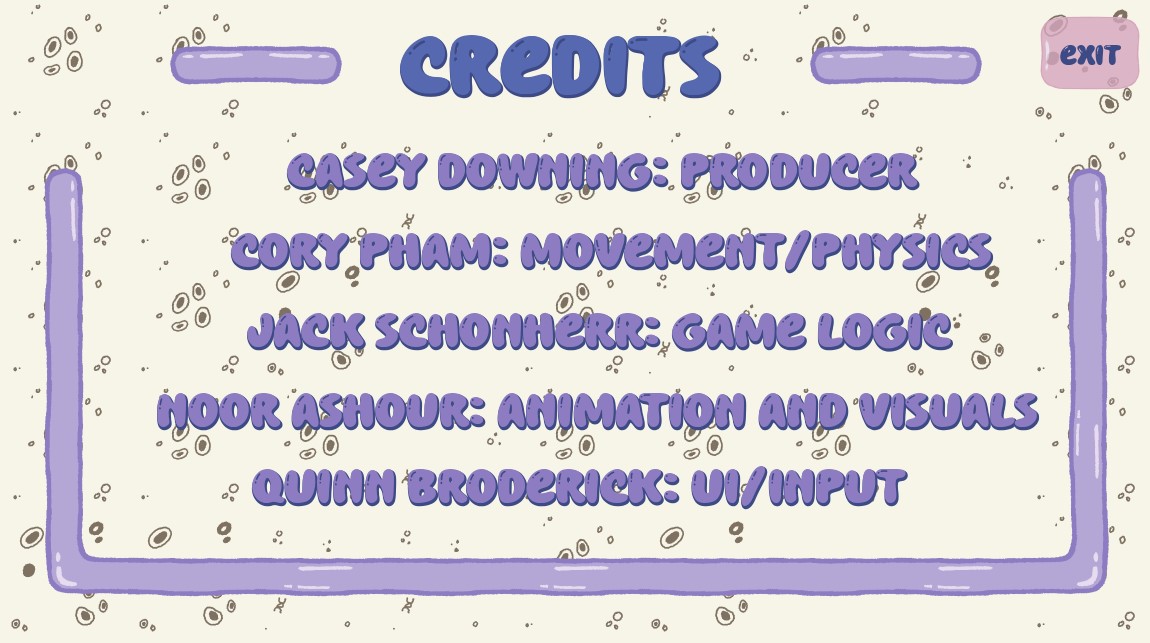 CREDITS
EXIT
CASEY DOWNING: PRODUCER
CORY PHAM: MOVEMENT/PHYSICS
JACK SCHONHERR: GAME LOGIC
NOOR ASHOUR: ANIMATION AND VISUALS
QUINN BRODERICK: UI/INPUT